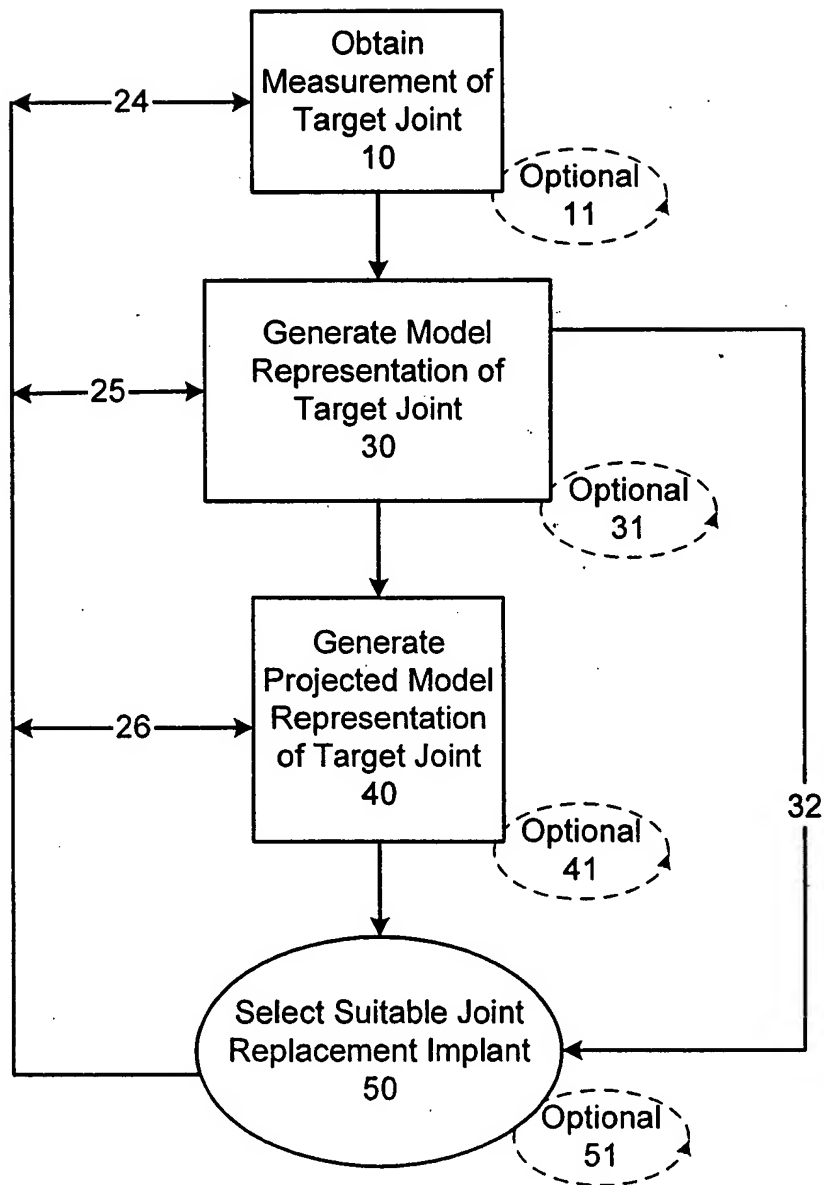 Obtain
Measurement of
Target Joint
10
24
Optional
11
Generate Model
Representation of
Target Joint
30
25
Optional
31
Generate
Projected Model
Representation
of Target Joint
40
26
32
Optional
41
Select Suitable Joint
Replacement Implant
50
Optional
51